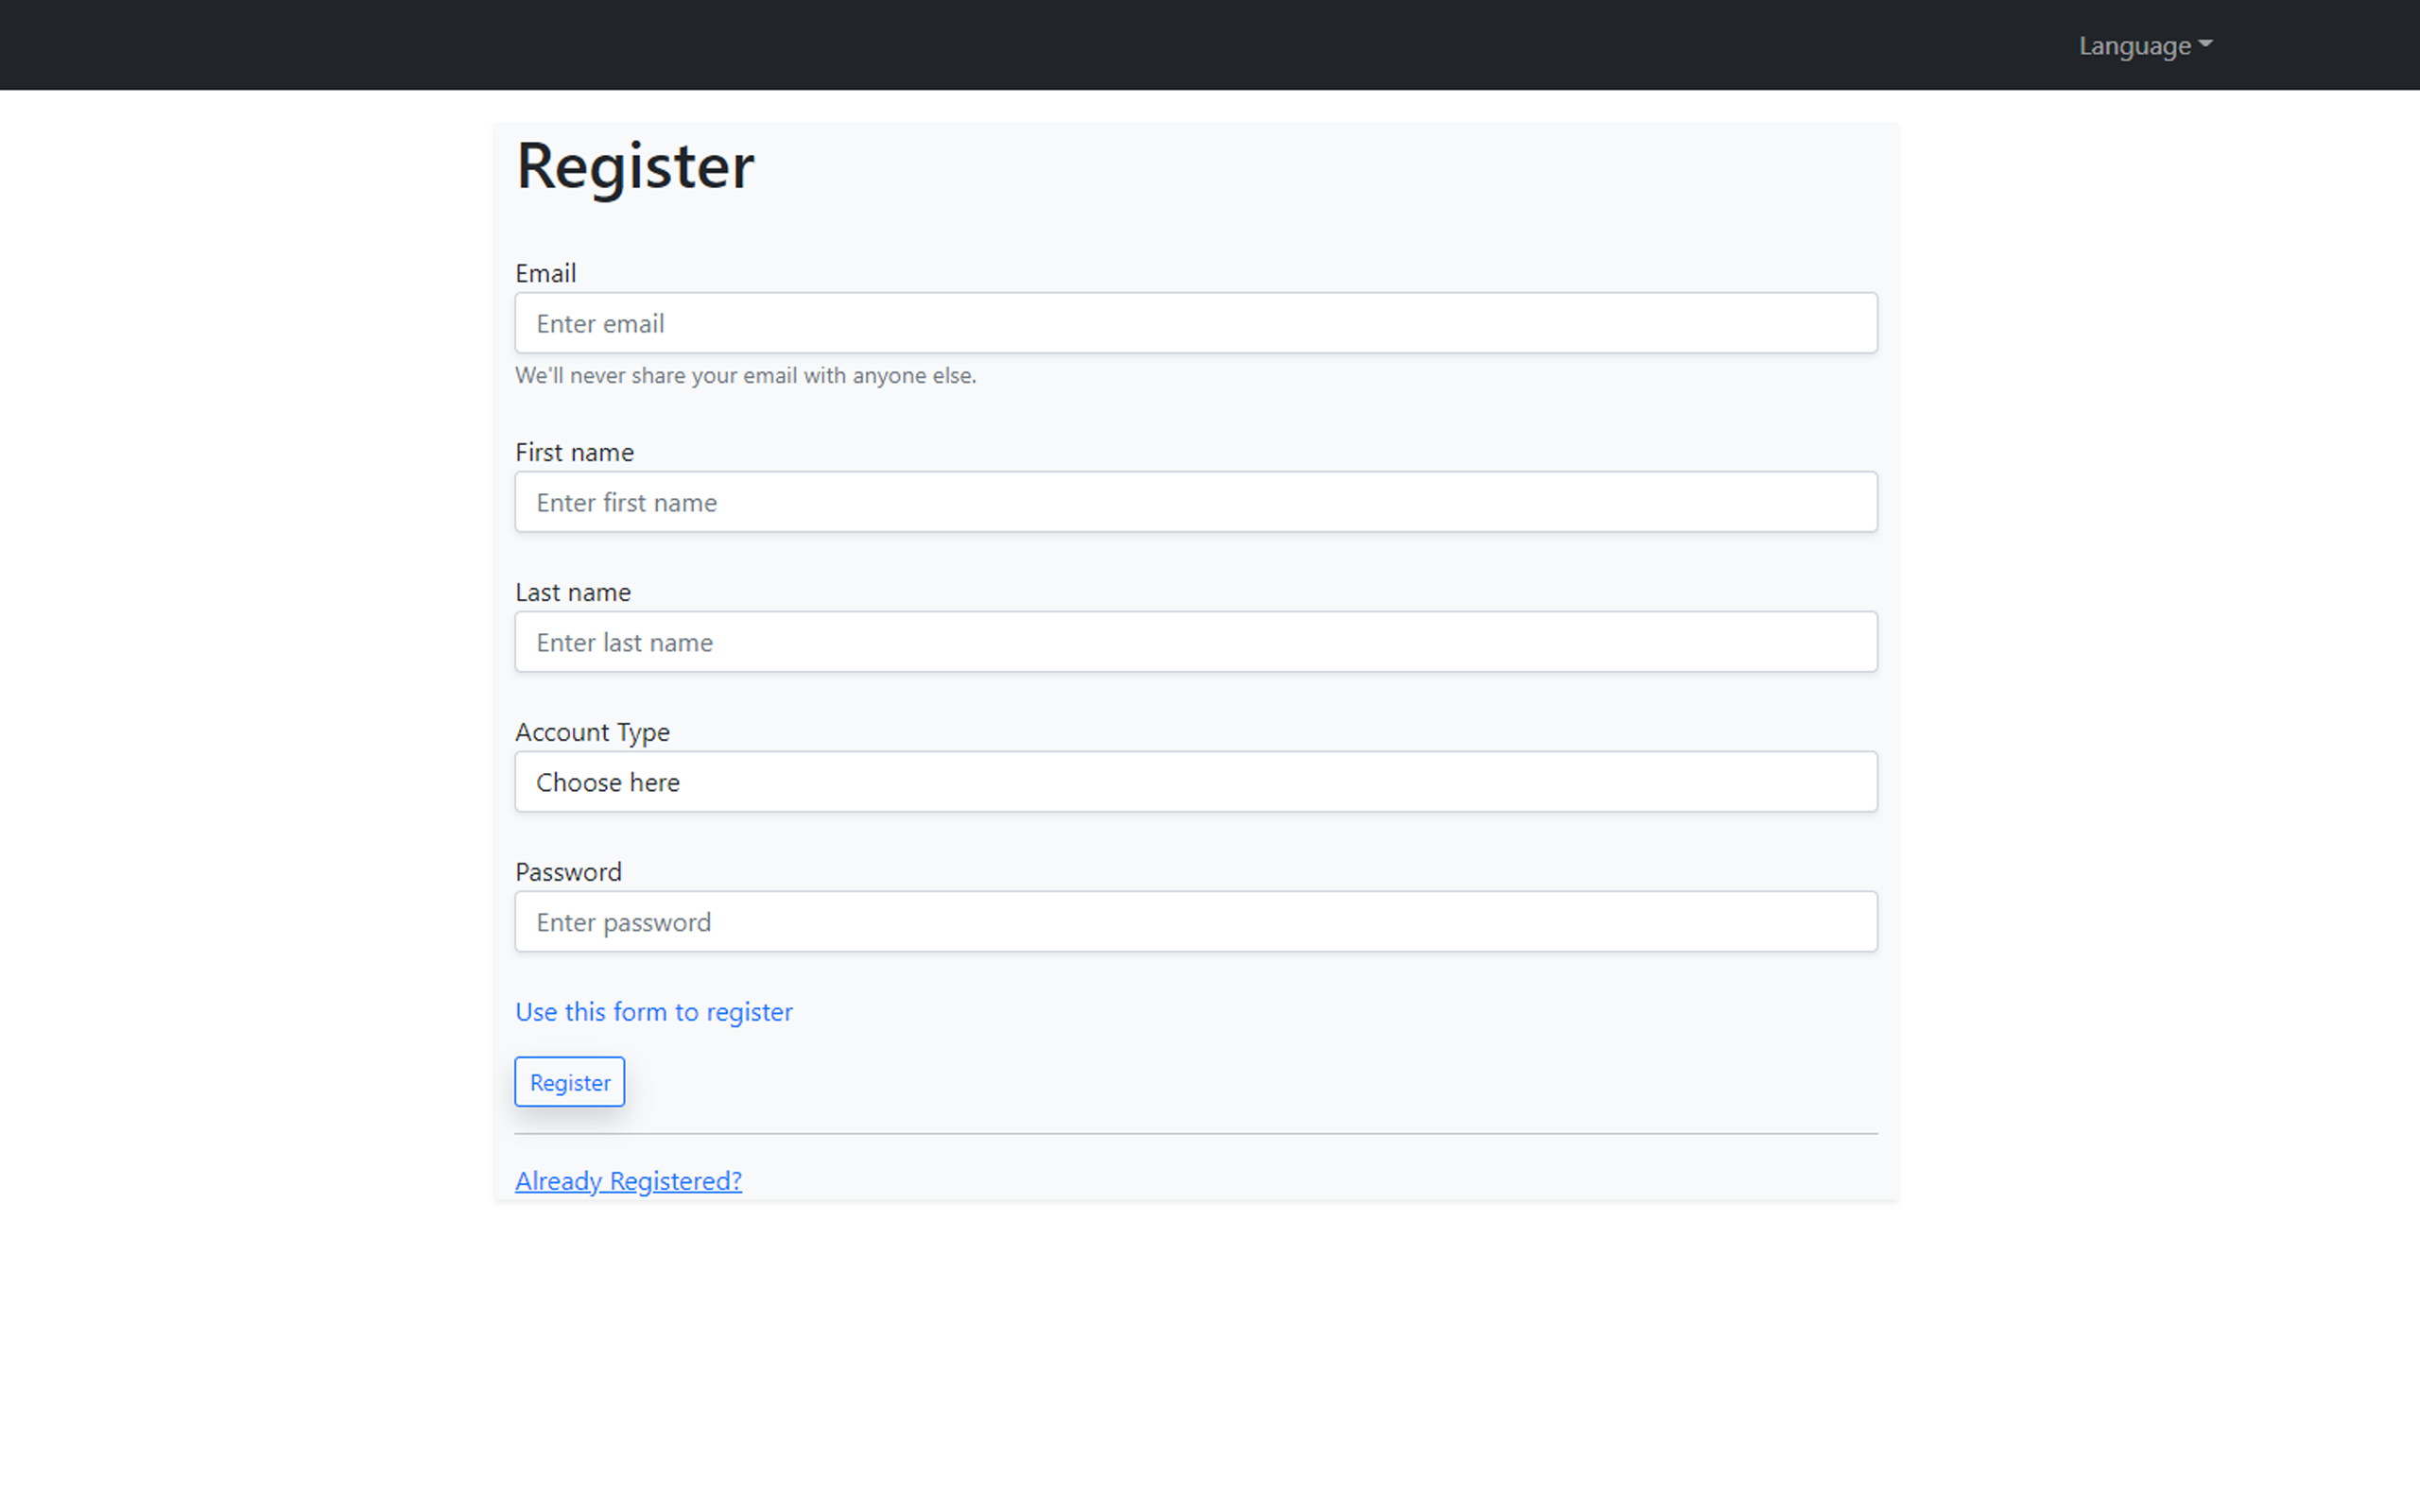 Language
Register
Email
Enter email
We'll never share your email with anyone else.
First name
Enter first name
Last name
Enter last name
Account Type
Choose here
Password
Enter password
Use this form to register
Register
Already Registered?